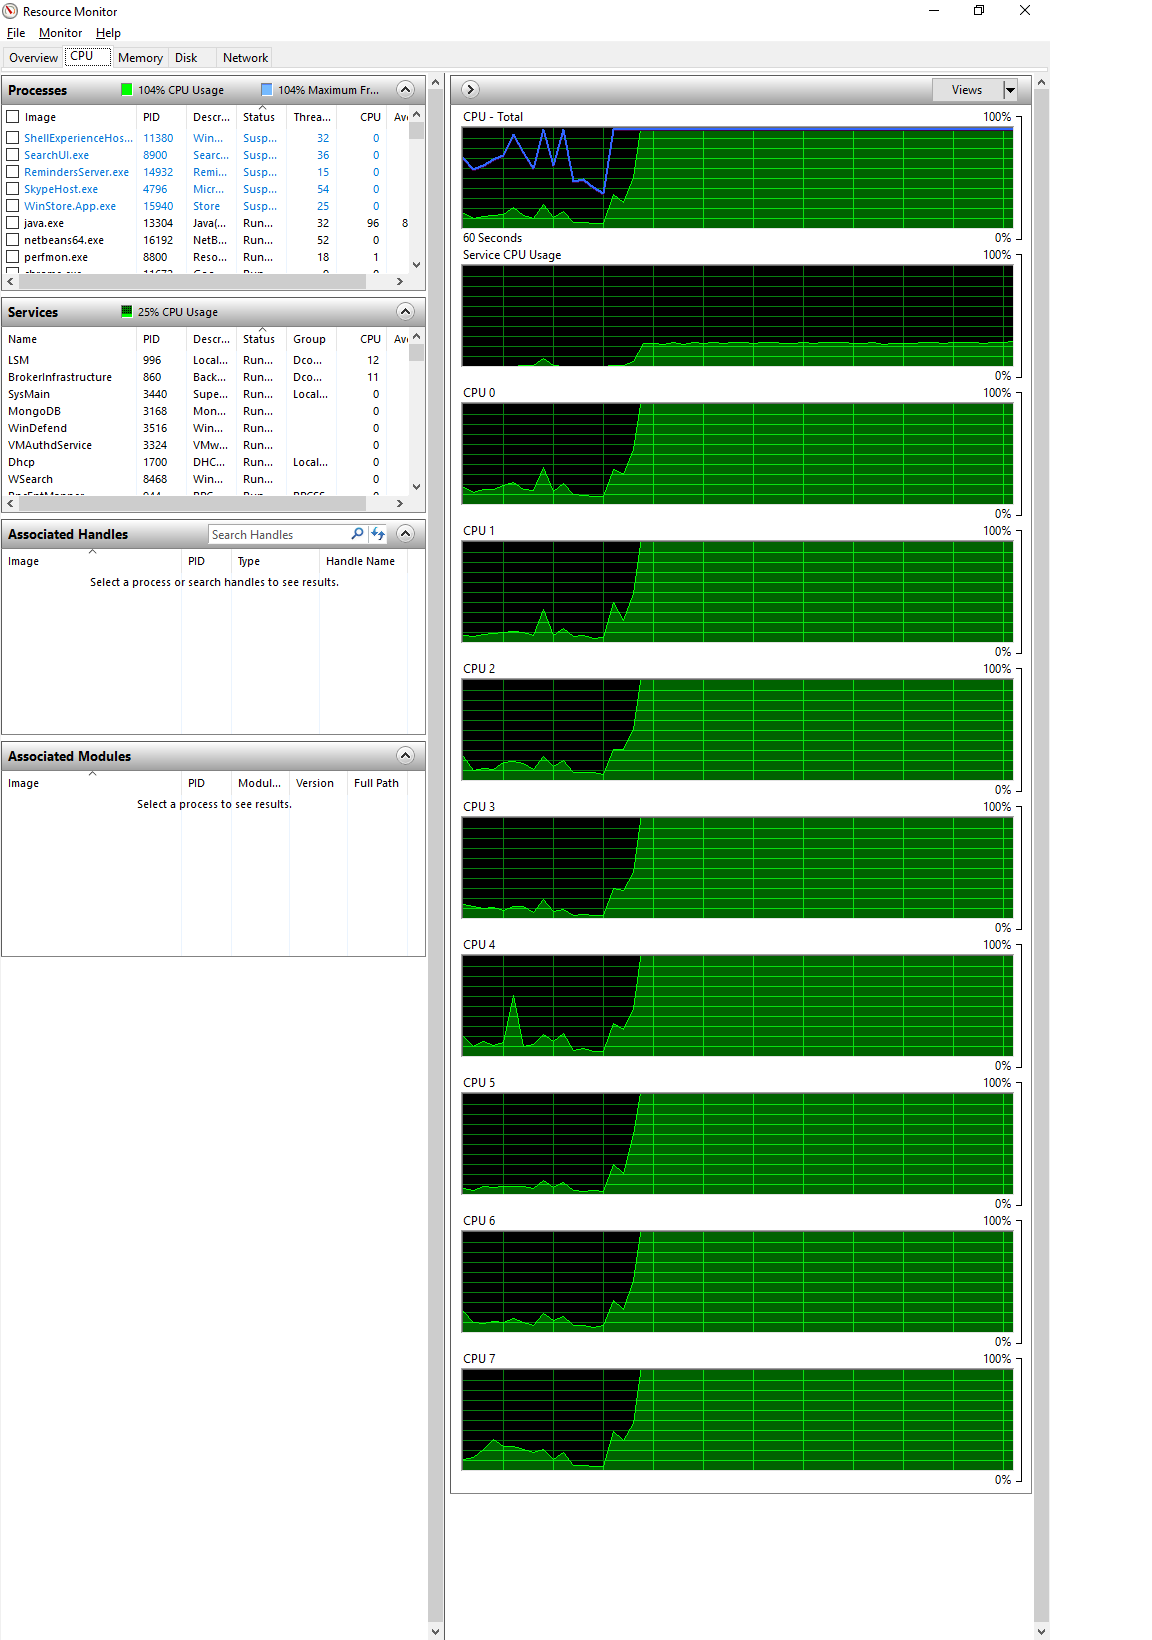 Resource Monitor
File Monitor Help
Overview CPU Memory Disk Network
Processes 104% CPU Usage 104% Maximum Fr...
Image PID Descr... Status Threa... CPU Av
ShellExperienceHos... 11380 Win... Susp... 32 0
SearchUI.exe 8900 Searc... Susp... 36 0
RemindersServer.exe 14932 Remi... Susp... 15 0
SkypeHost.exe 4796 Micr... Susp... 54 0
WinStore.App.exe 15940 Store Susp... 25 0
java.exe 13304 Java(... Run... 32 96 8
netbeans64.exe 16192 NetB... Run... 52 0
perfmon.exe 8800 Reso... Run... 18 1
Services 25% CPU Usage
Name PID Descr... Status Group CPU Av
LSM 996 Local... Run... Dco... 12
BrokerInfrastructure 860 Back... Run... Dco... 11
SysMain 3440 Supe... Run... Local... 0
MongoDB 3168 Mon... Run... 0
WinDefend 3516 Win... Run... 0
VMAuthdService 3324 VMw... Run... 0
Dhcp 1700 DHC... Run... Local... 0
WSearch 8468 Win... Run... 0
Associated Handles Search Handles
Image PID Type Handle Name
Select a process or search handles to see results.
Associated Modules
Image PID Modul... Version Full Path
Select a process to see results.
Views
CPU - Total 100%
60 Seconds 0%
Service CPU Usage 100%
0%
CPU 0 100%
0%
CPU 1 100%
0%
CPU 2 100%
0%
CPU 3 100%
0%
CPU 4 100%
0%
CPU 5 100%
0%
CPU 6 100%
0%
CPU 7 100%
0%